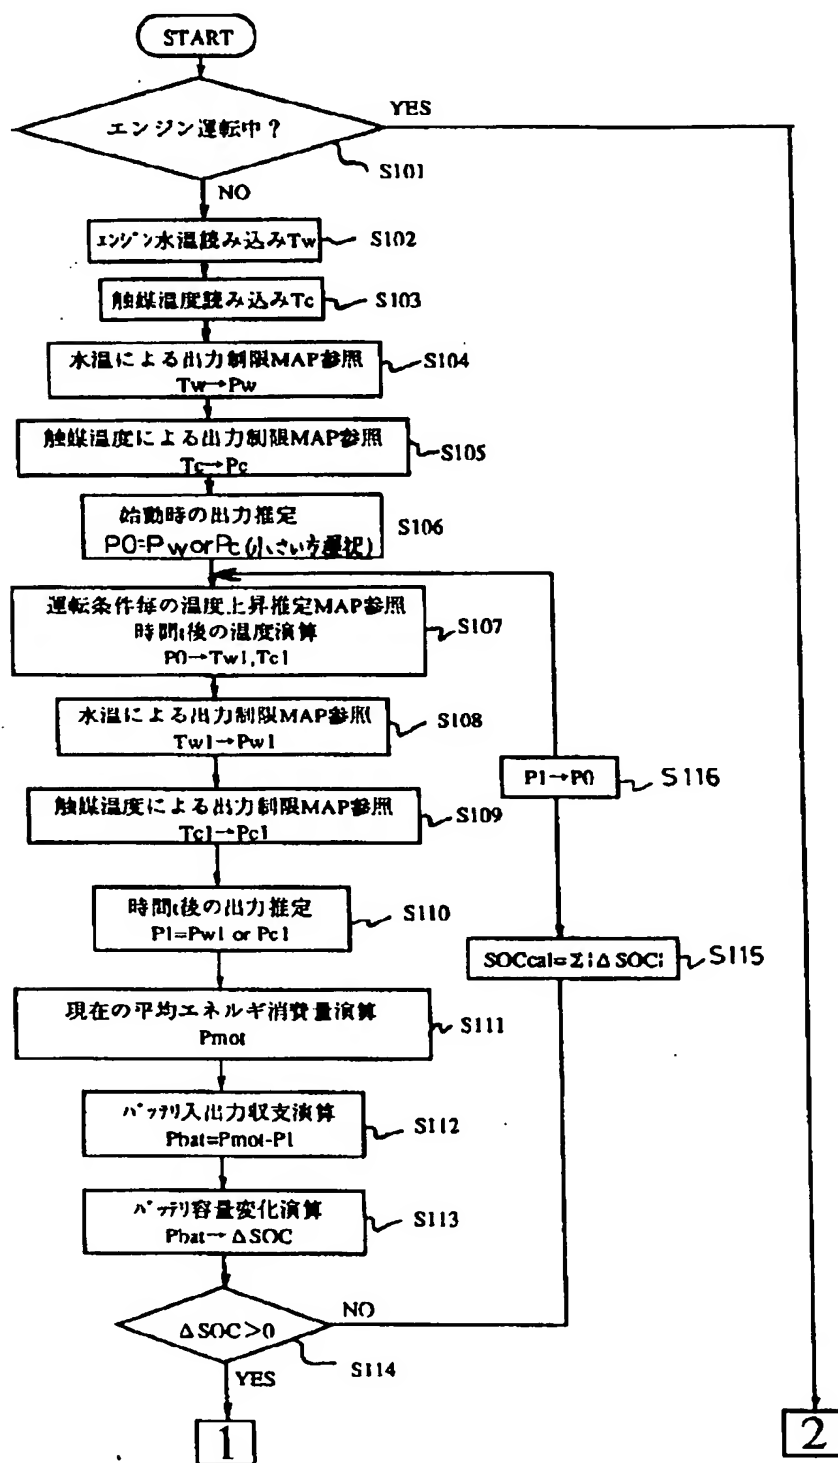 START
エンジン運転中？
YES
S101
NO
エンジン水温読み込みTw
S102
触媒温度読み込みTc
S103
水温による出力制限MAP参照
Tw→Pw
S104
触媒温度による出力制限MAP参照
Tc→Pc
S105
始動時の出力推定
P0=Pw or Pc (小さい方選択)
S106
運転条件毎の温度上昇推定MAP参照
時間t後の温度演算
P0→Tw1,Tc1
S107
水温による出力制限MAP参照
Tw1→Pw1
S108
触媒温度による出力制限MAP参照
Tc1→Pc1
S109
時間t後の出力推定
P1=Pw1 or Pc1
S110
現在の平均エネルギ消費量演算
Pmot
S111
バッテリ入出力収支演算
Pbat=Pmot-P1
S112
バッテリ容量変化演算
Pbat→ΔSOC
S113
ΔSOC>0
NO
S114
YES
1
P1→P0
S116
SOCcal=Σi ΔSOCi
S115
2